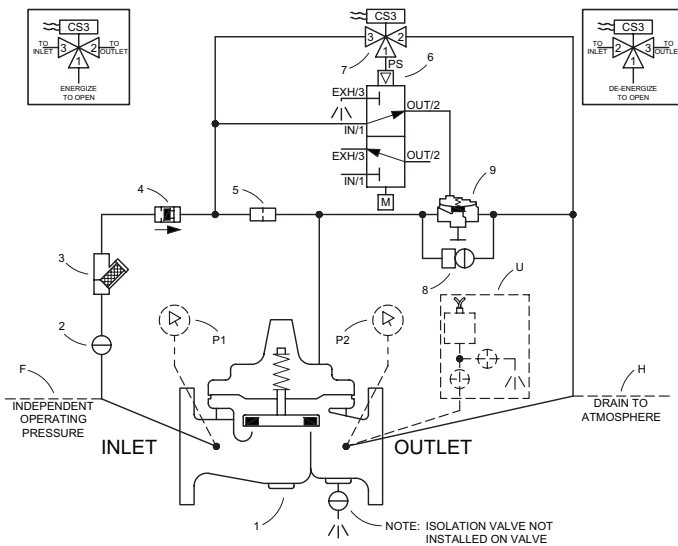 CS3
3
2
1
TO
INLET
TO
OUTLET
ENERGIZE
TO OPEN
CS3
3
2
1
PS
7
6
EXH/3
OUT/2
IN/1
EXH/3
OUT/2
IN/1
M
CS3
2
3
1
TO
INLET
TO
OUTLET
DE-ENERGIZE
TO OPEN
4
5
9
3
8
U
2
P1
P2
F
INDEPENDENT
OPERATING
PRESSURE
H
DRAIN TO
ATMOSPHERE
INLET
OUTLET
1
NOTE: ISOLATION VALVE NOT
INSTALLED ON VALVE